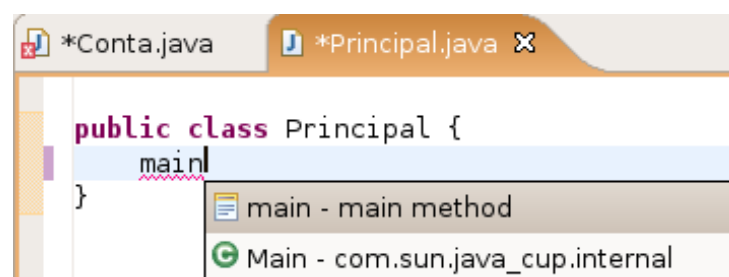 *Conta.java *Principal.java
public class Principal {
main
}
main - main method
Main - com.sun.java_cup.internal